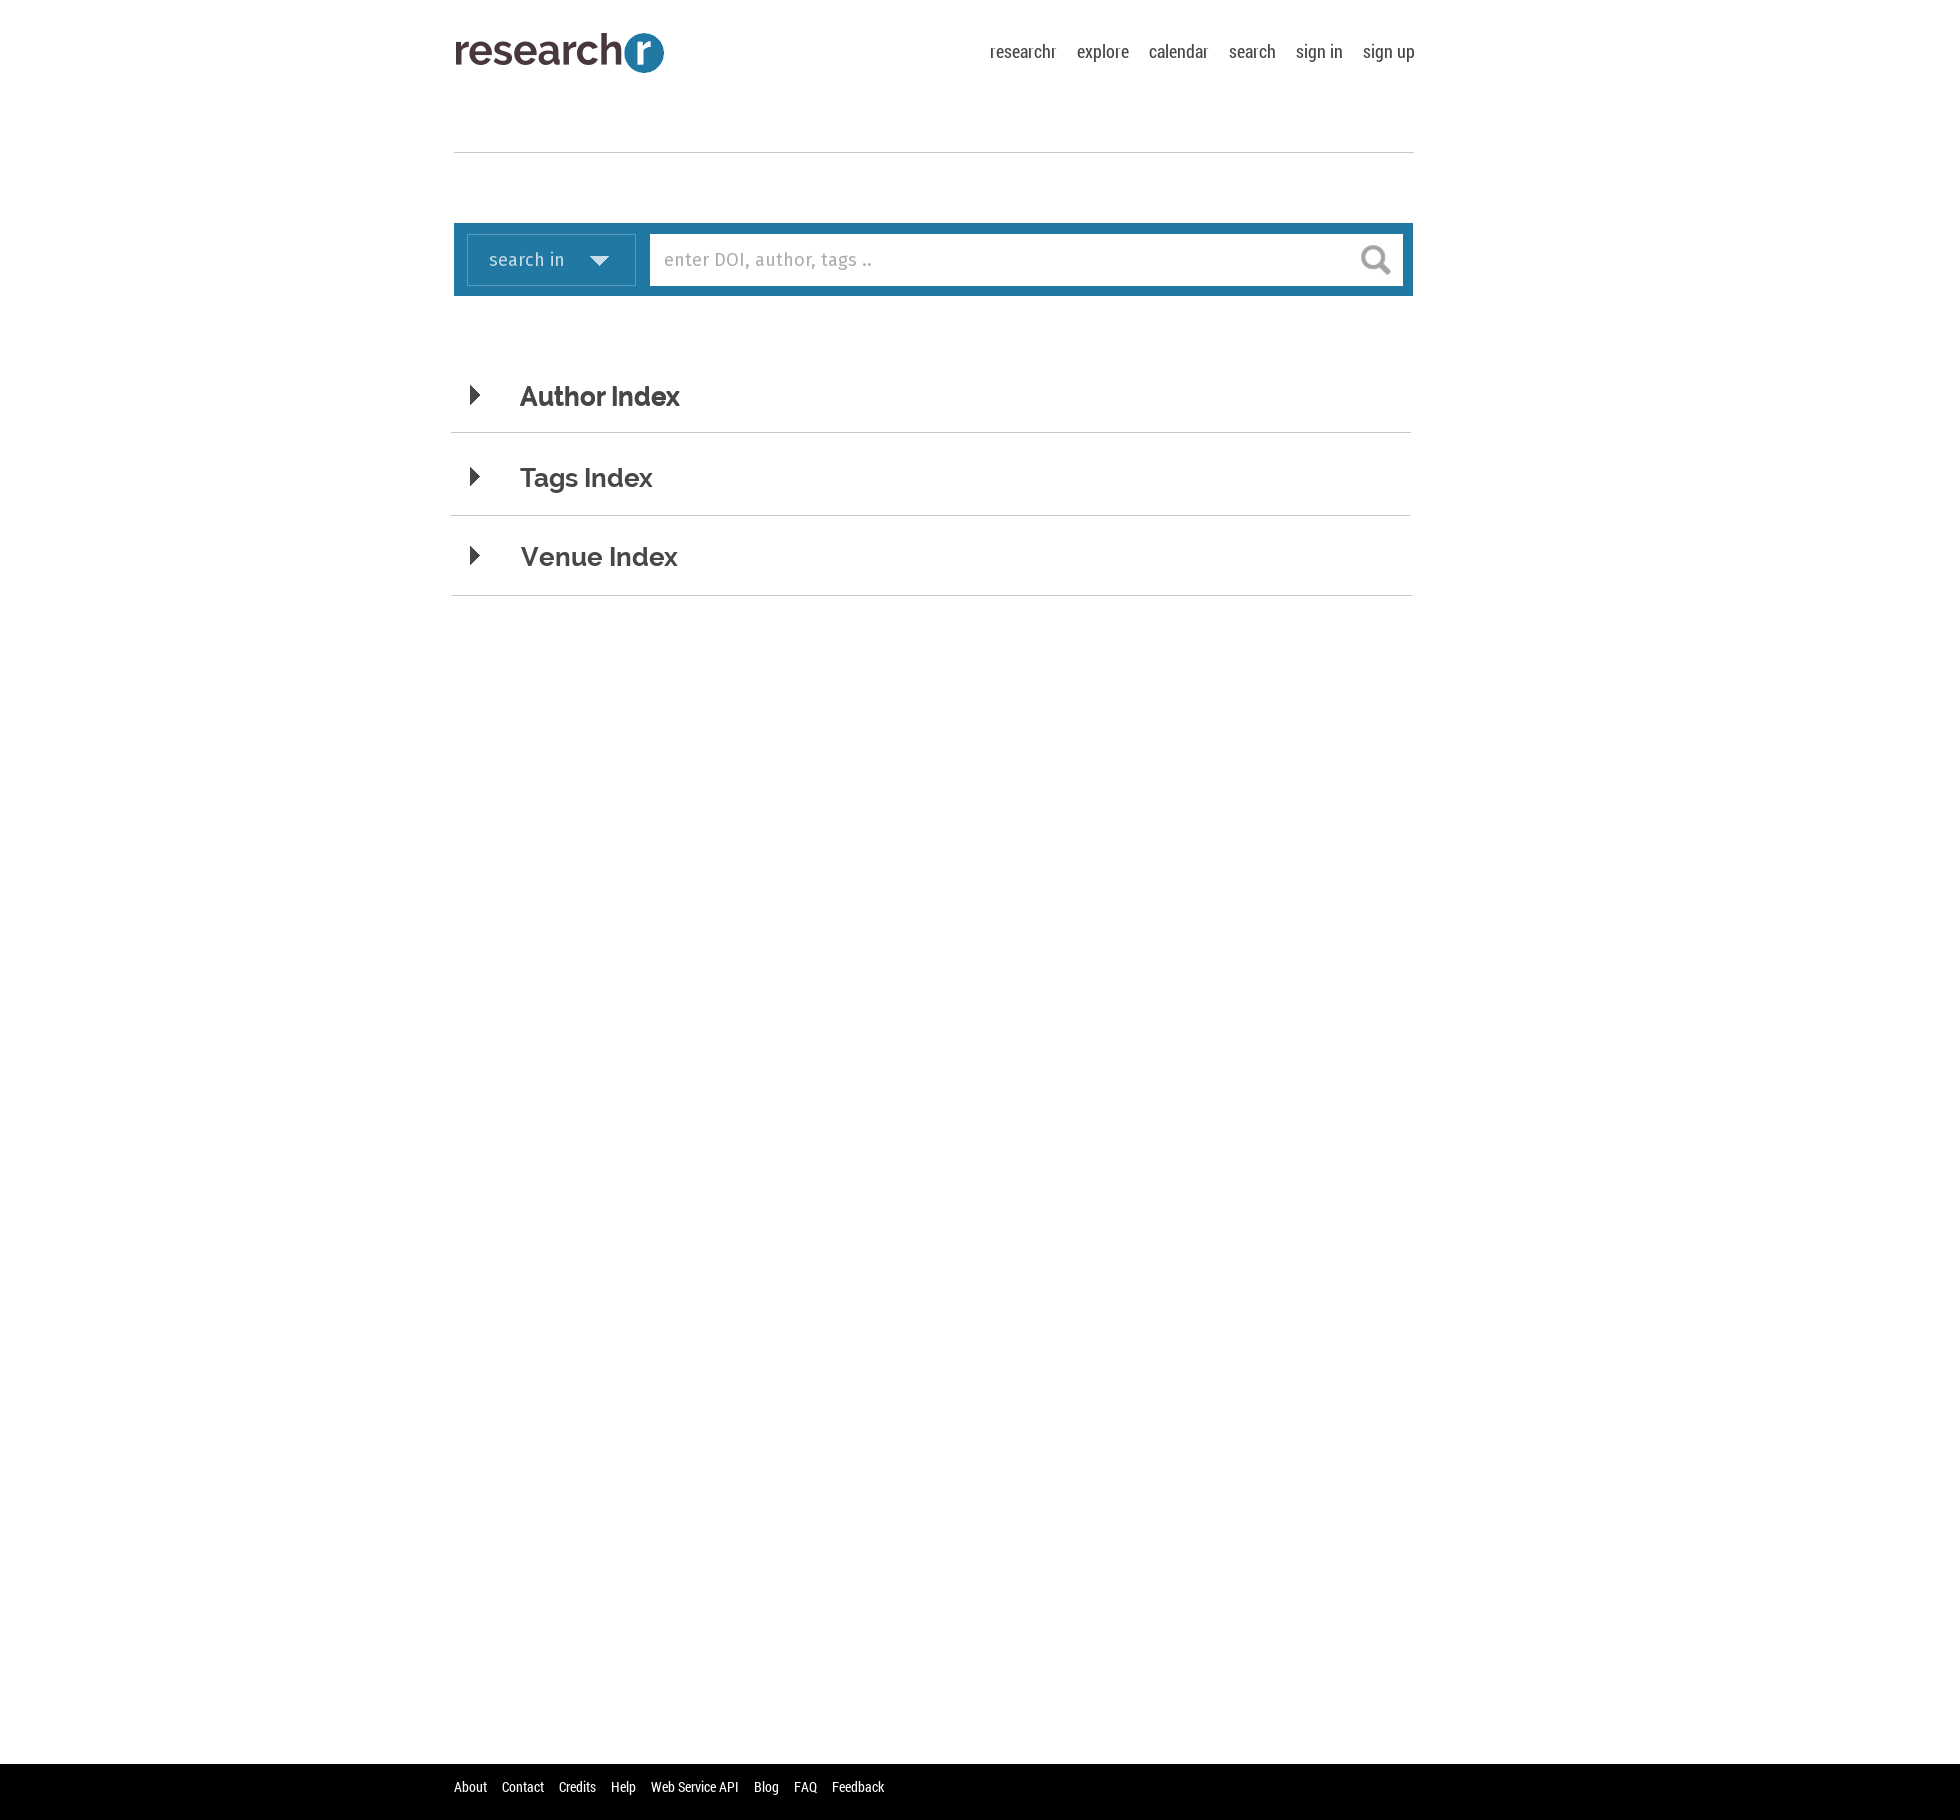 researchr
researchr explore calendar search sign in sign up
search in
enter DOI, author, tags ..
Author Index
Tags Index
Venue Index
About Contact Credits Help Web Service API Blog FAQ Feedback